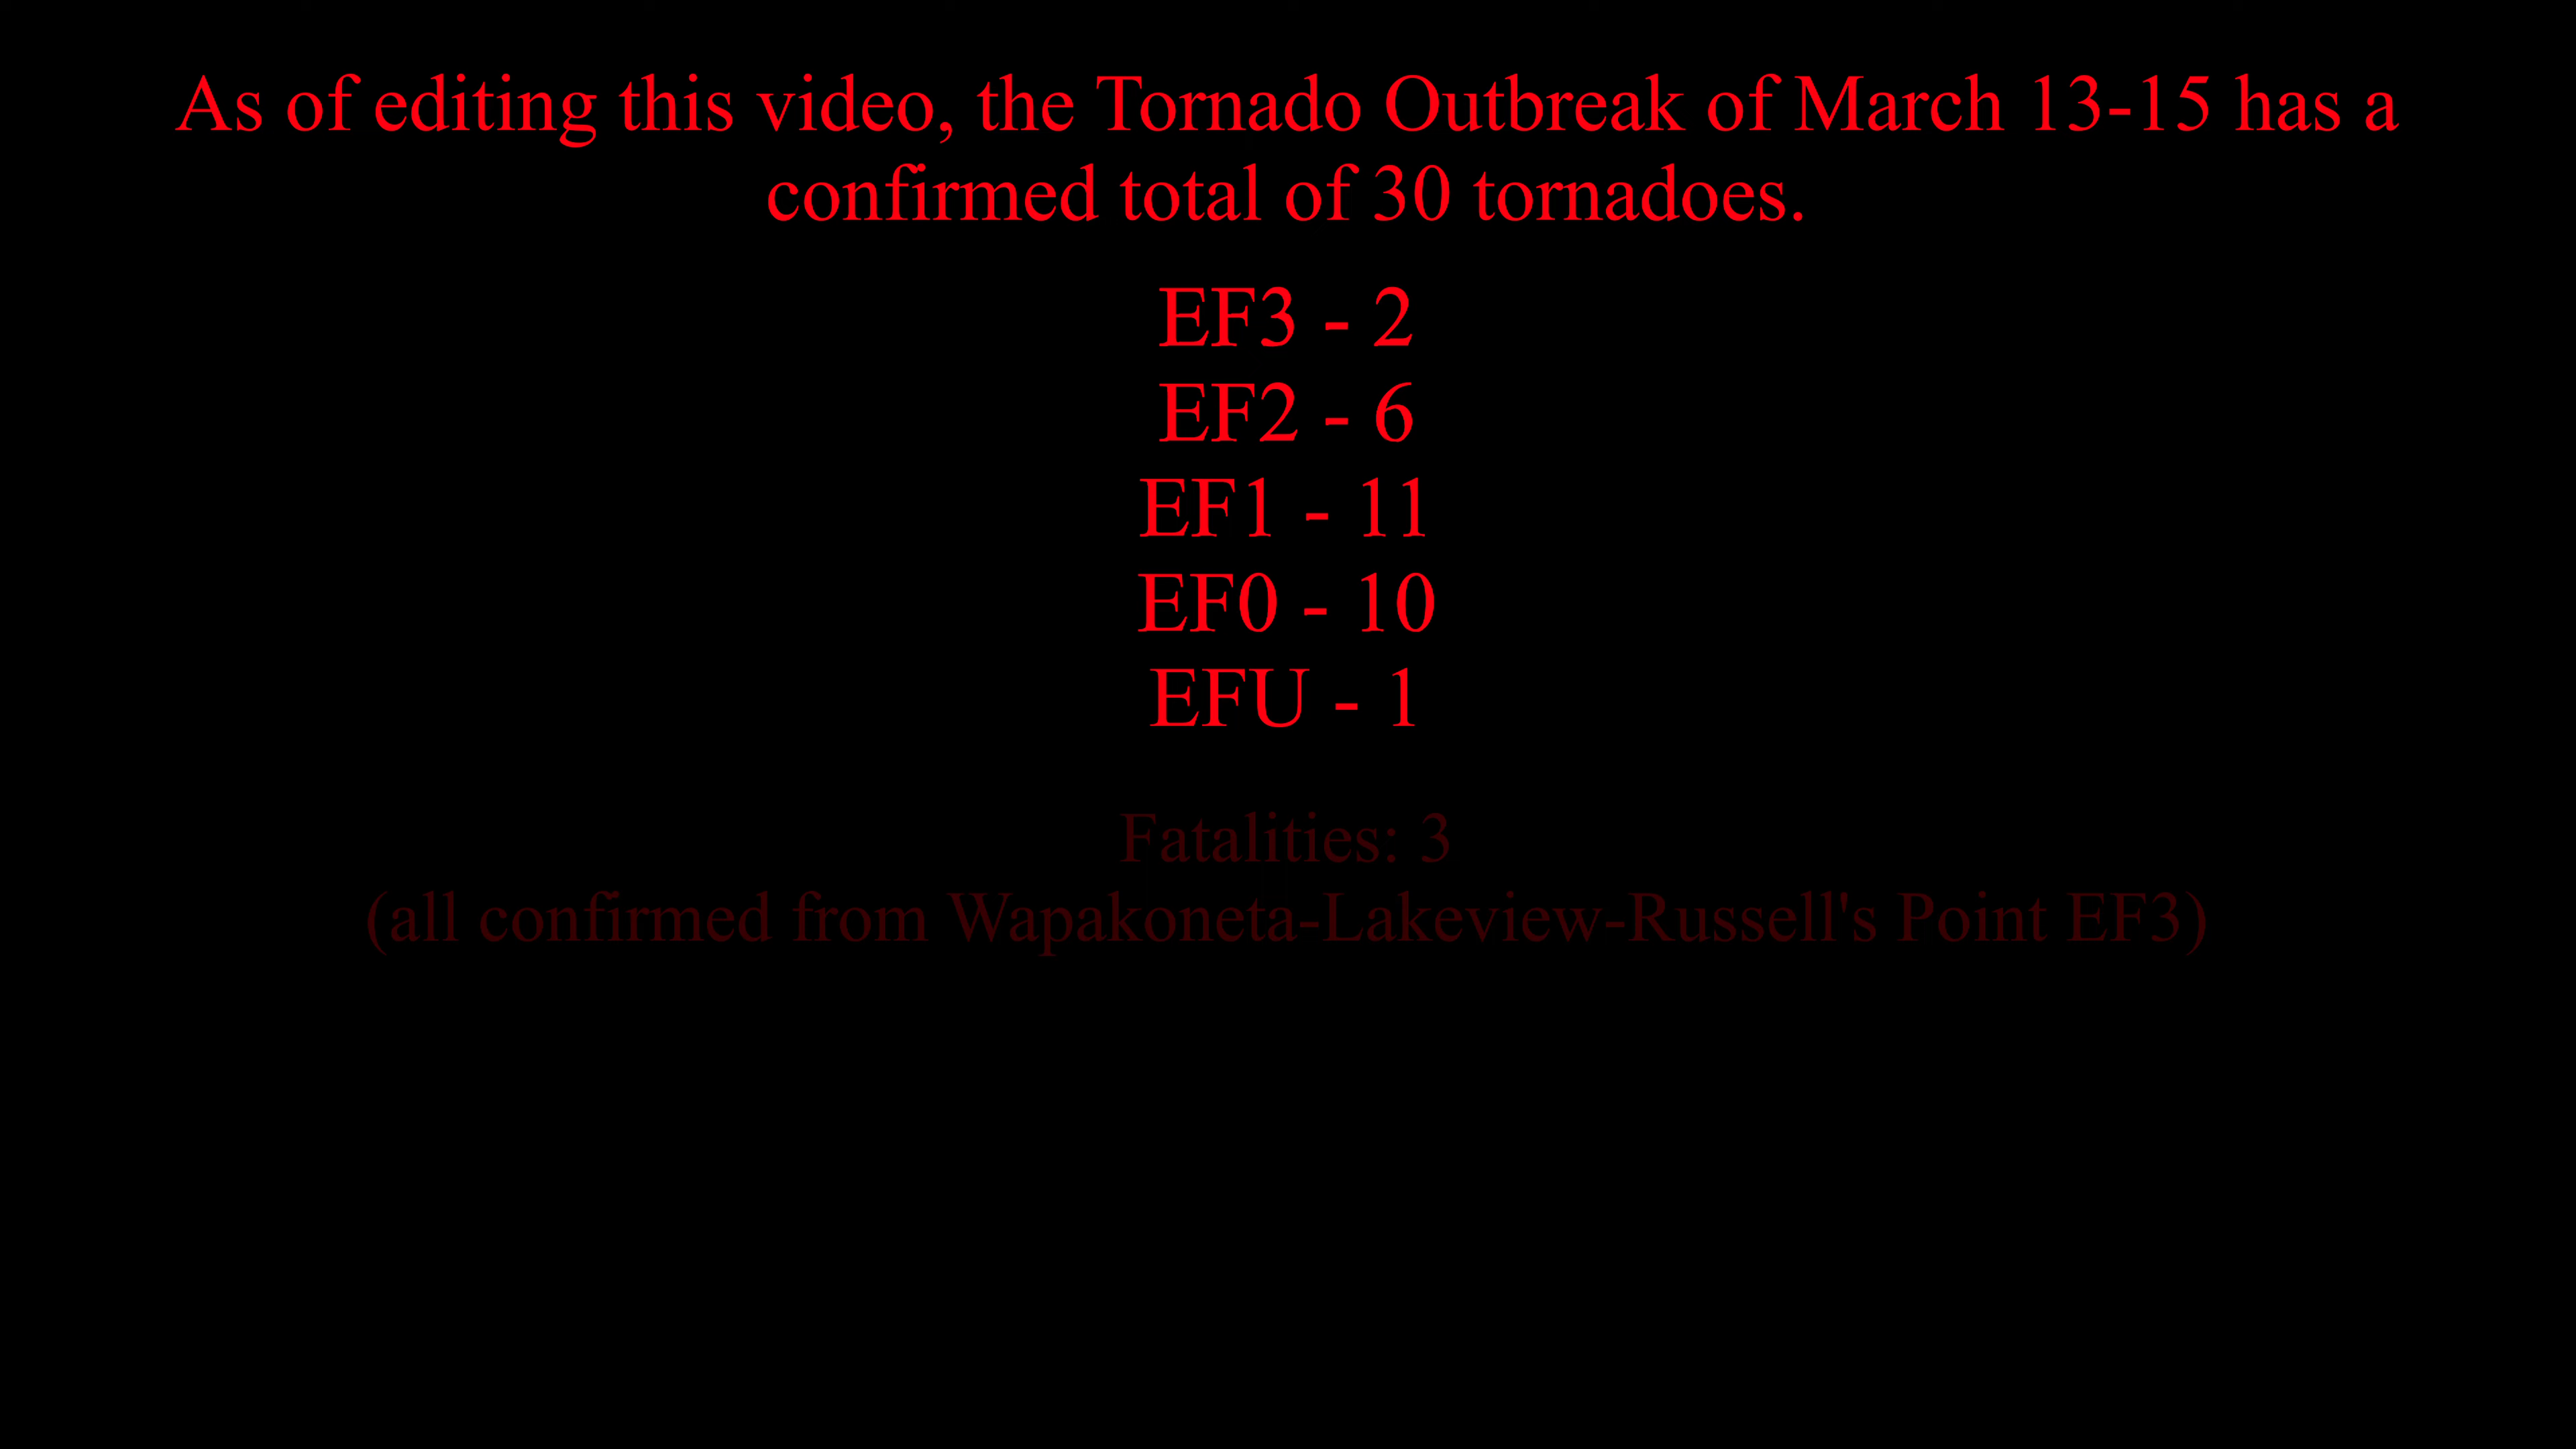 As of editing this video, the Tornado Outbreak of March 13-15 has a
confirmed total of 30 tornadoes.
EF3 - 2
EF2 - 6
EF1 - 11
EF0 - 10
EFU - 1
Fatalities: 3
(all confirmed from Wapakoneta-Lakeview-Russell's Point EF3)